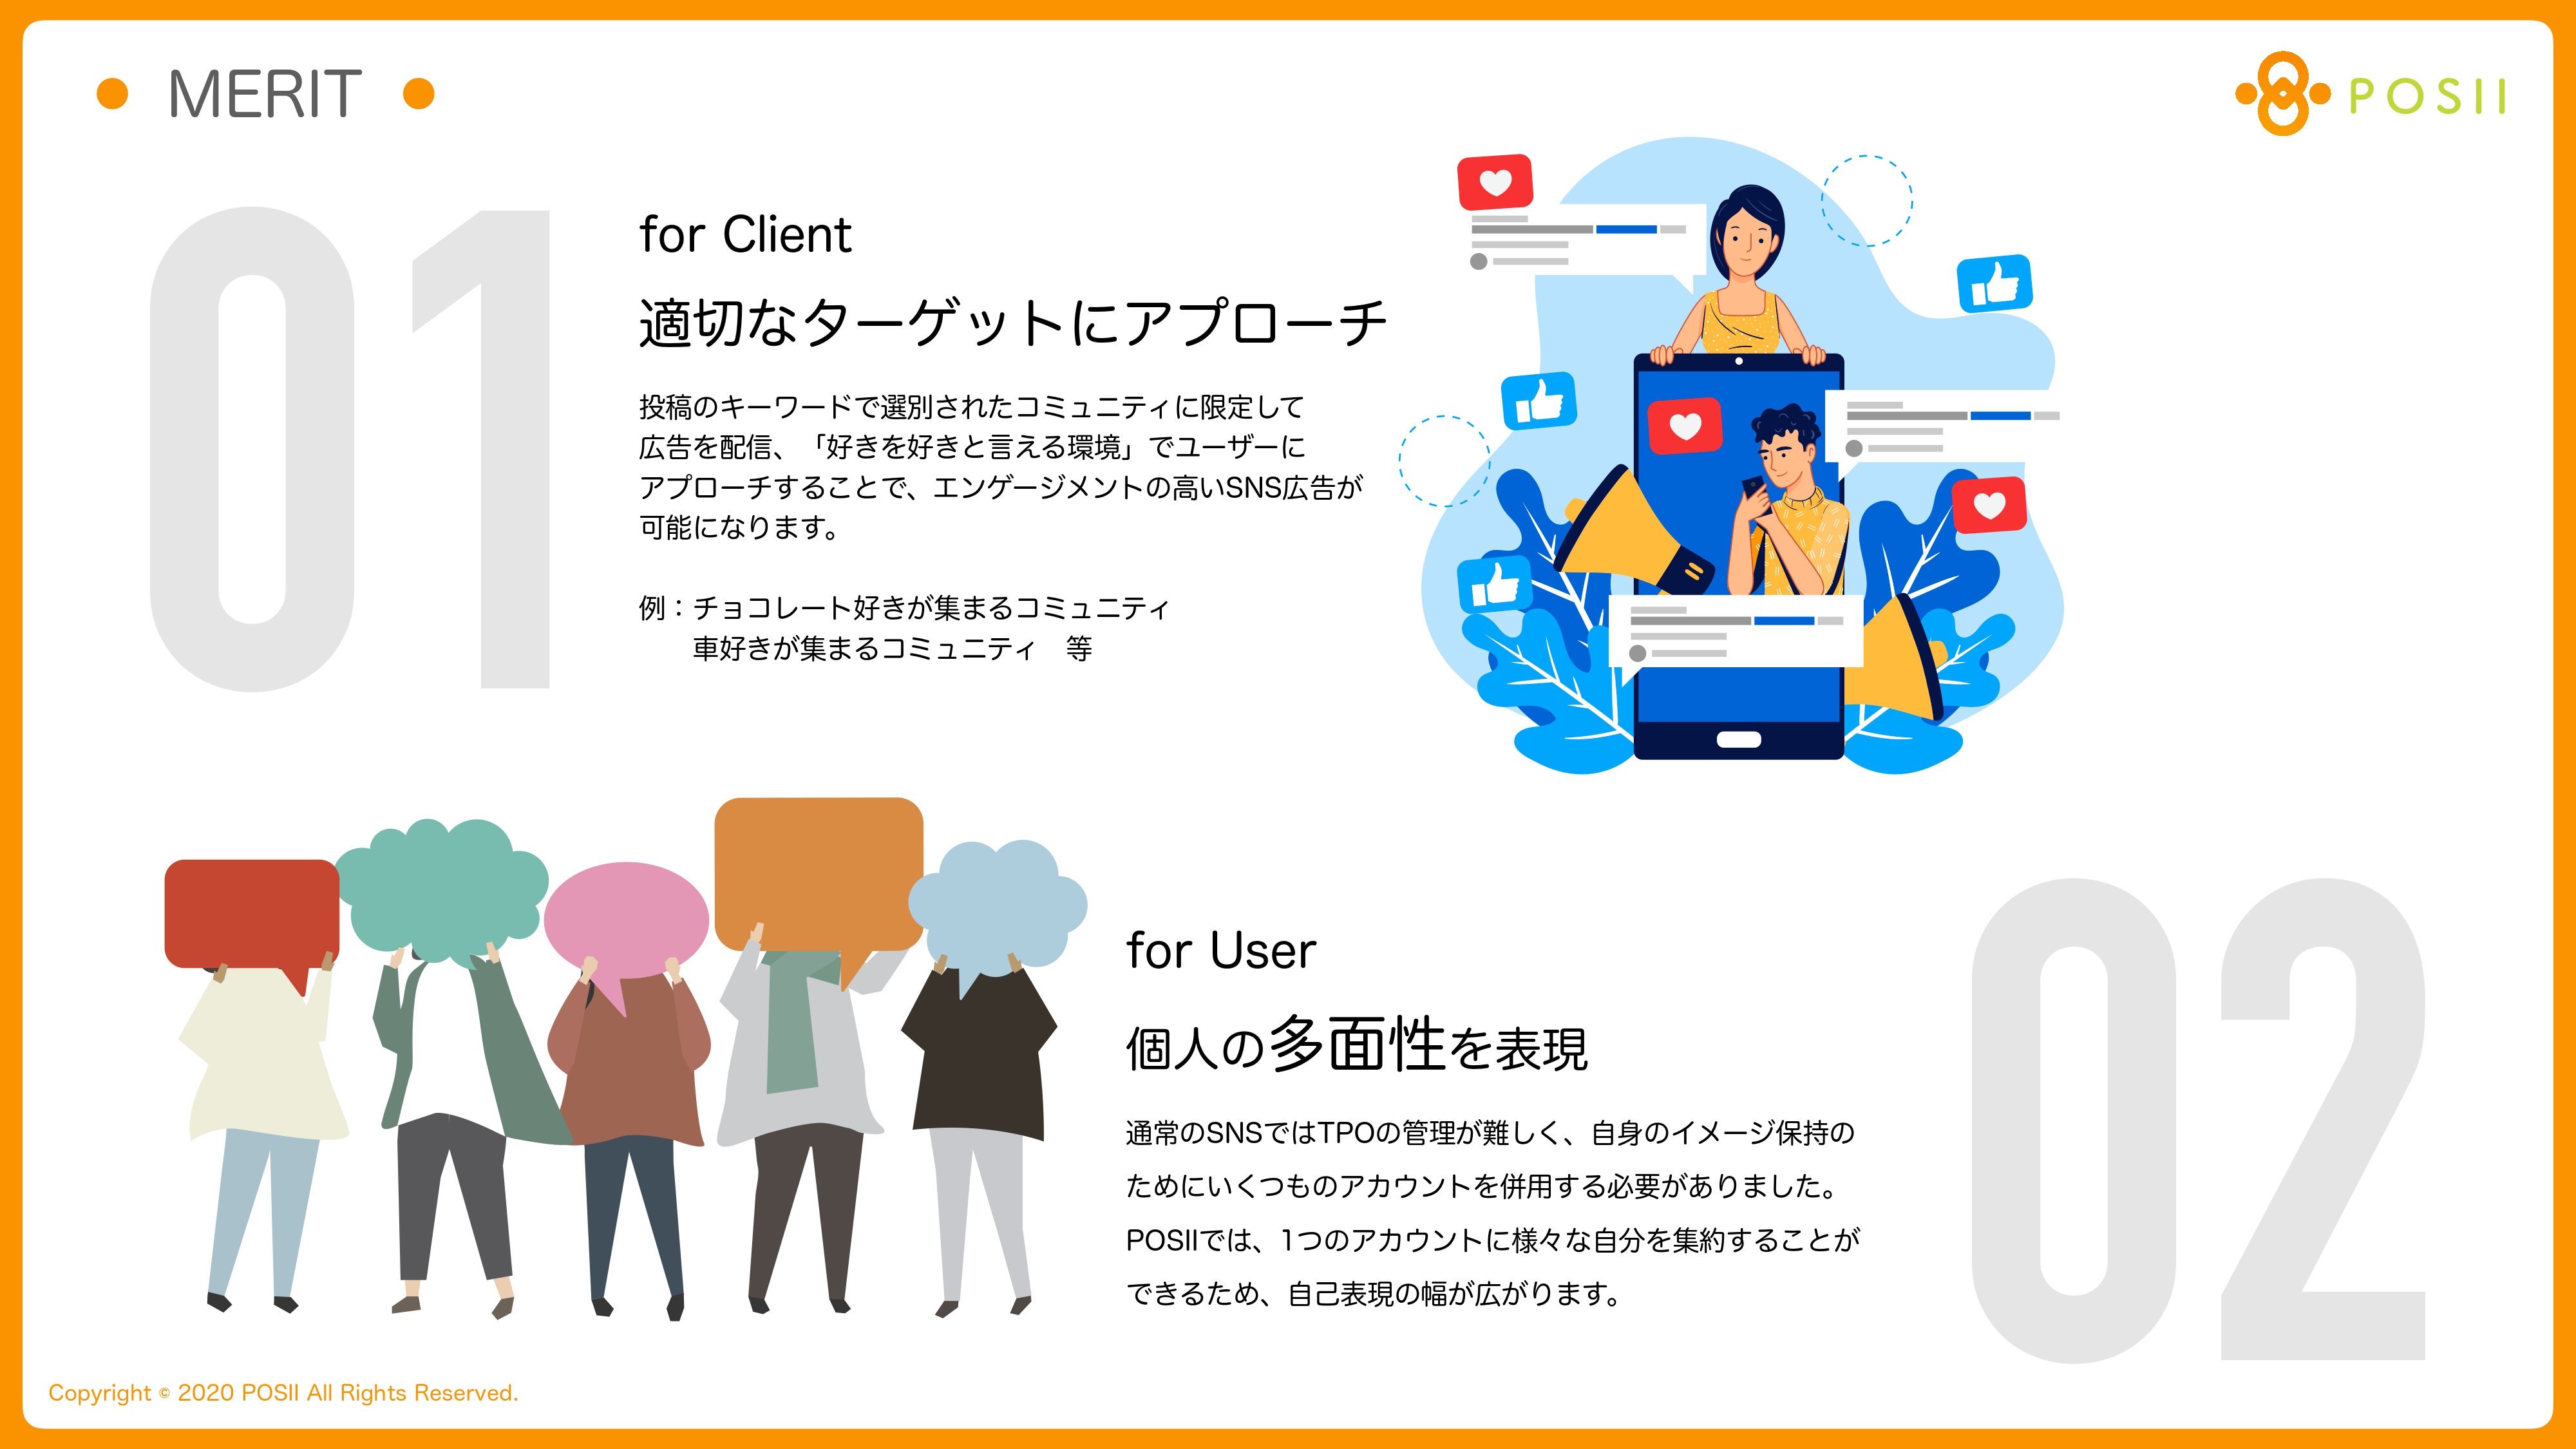 MERIT
POSII
01
for Client
適切なターゲットにアプローチ
投稿のキーワードで選別されたコミュニティに限定して
広告を配信、「好きを好きと言える環境」でユーザーに
アプローチすることで、エンゲージメントの高いSNS広告が
可能になります。
例：チョコレート好きが集まるコミュニティ
車好きが集まるコミュニティ　等
02
for User
個人の多面性を表現
通常のSNSではTPOの管理が難しく、自身のイメージ保持の
ためにいくつものアカウントを併用する必要がありました。
POSIIでは、1つのアカウントに様々な自分を集約することが
できるため、自己表現の幅が広がります。
Copyright © 2020 POSII All Rights Reserved.